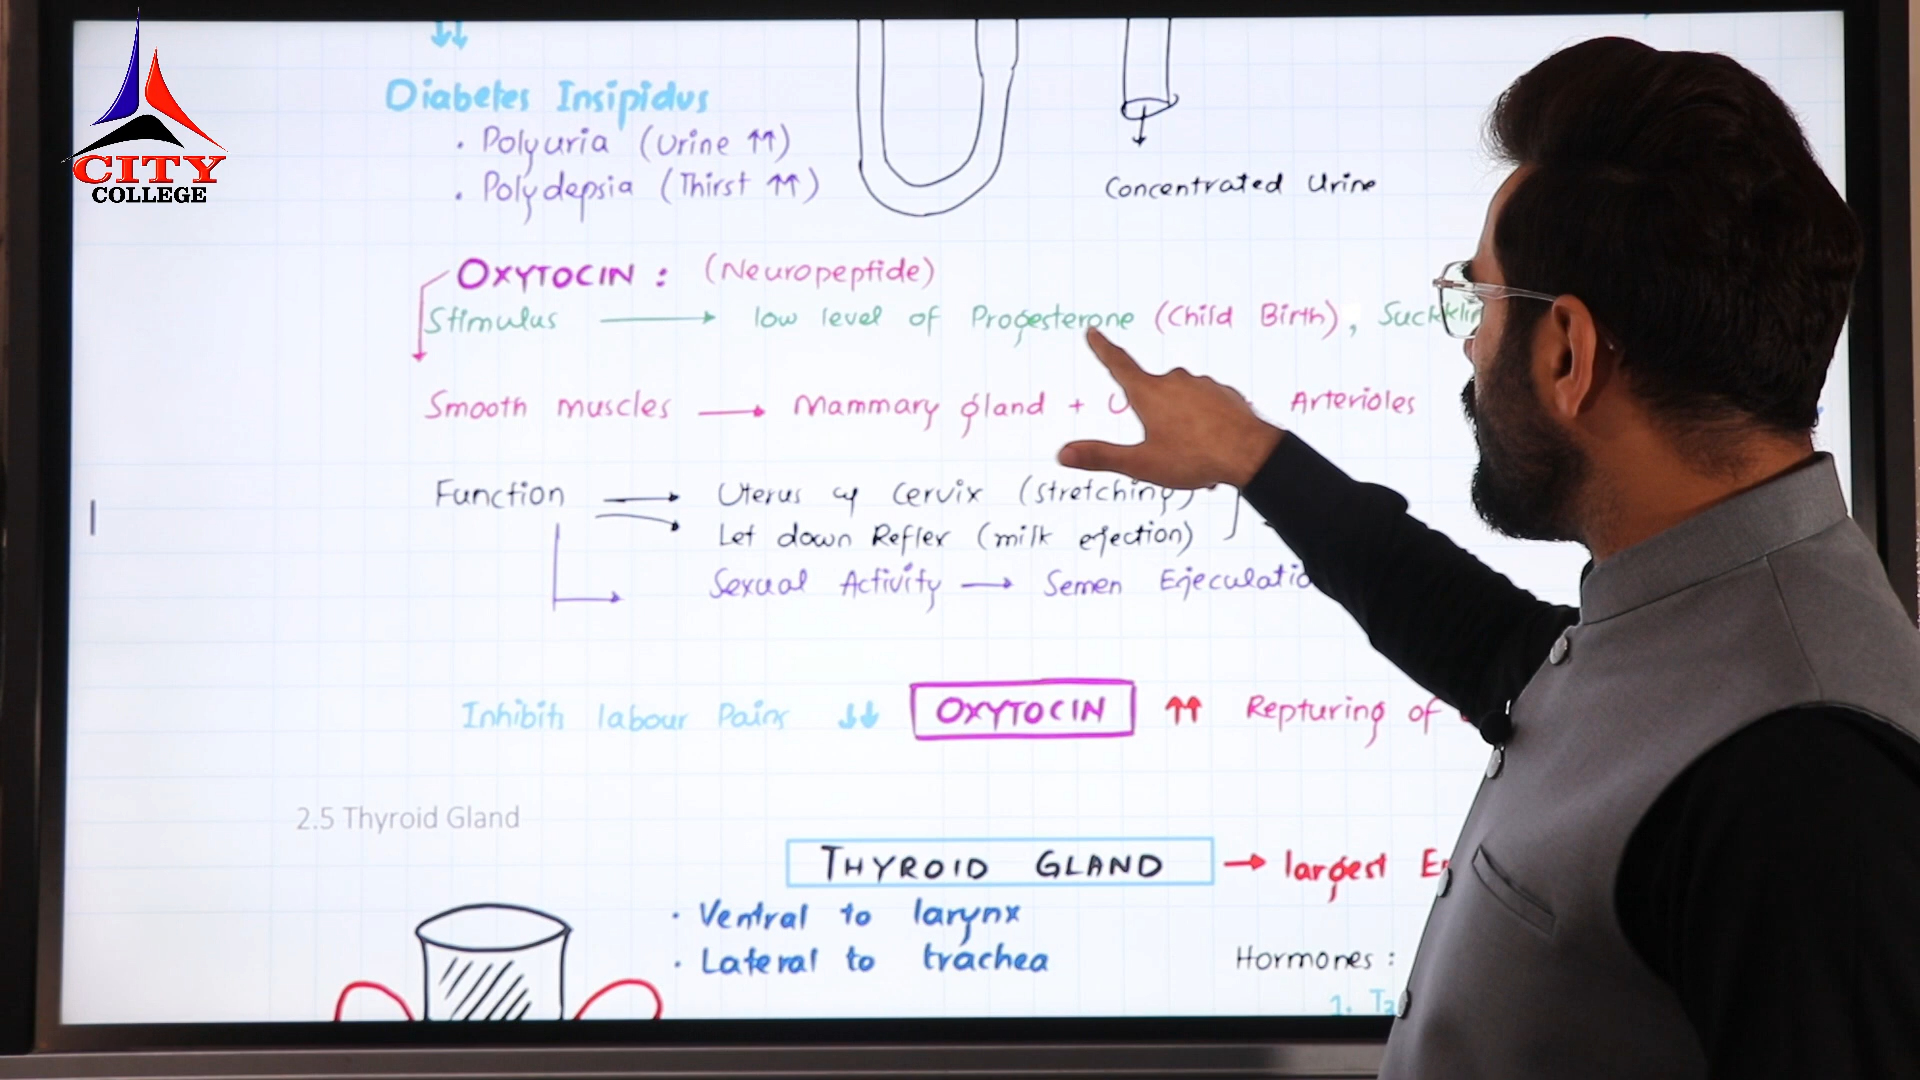 CITY
COLLEGE
Diabetes Insipidus
• Polyuria (Urine ↑↑)
• Polydepsia (Thirst ↑↑)
Concentrated Urine
OXYTOCIN : (Neuropeptide)
Stimulus → low level of Progesterone (Child Birth),
Smooth muscles → Mammary gland + Arterioles
Function → Uterus Cervix (stretching)
Let down Reflex (milk ejection)
Sexual Activity → Semen
Inhibits labour Pains ↓↓ OXYTOCIN ↑↑ Repturing of
2.5 Thyroid Gland
THYROID GLAND → largest
• Ventral to larynx
• Lateral to trachea
Hormones :
1.